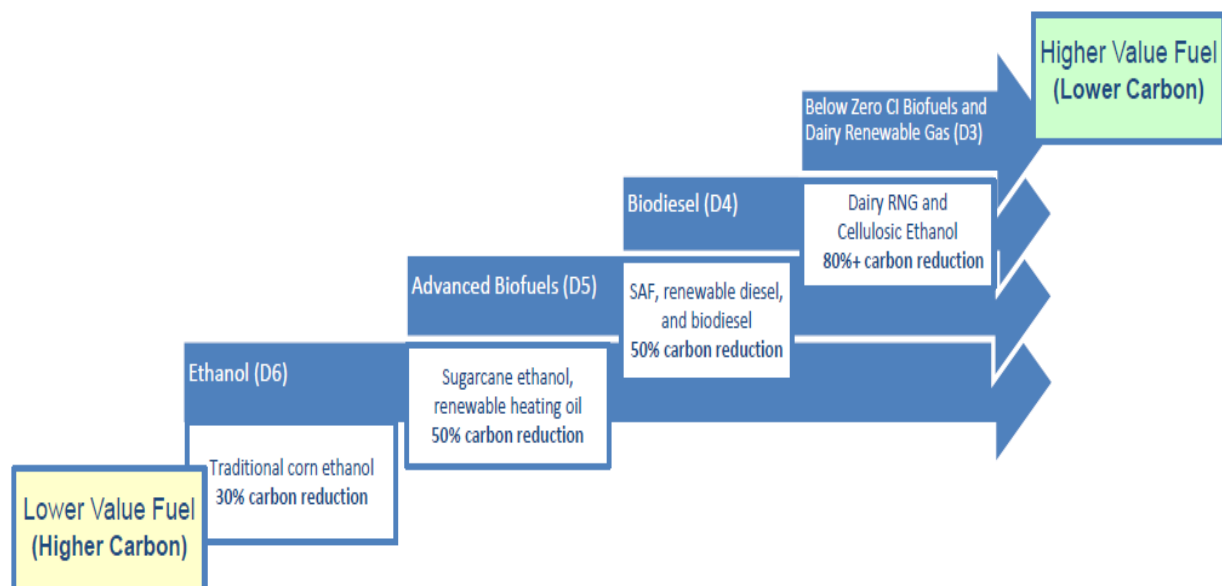 Higher Value Fuel
(Lower Carbon)
Below Zero CI Biofuels and
Dairy Renewable Gas (D3)
Dairy RNG and
Cellulosic Ethanol
80%+ carbon reduction
Biodiesel (D4)
SAF, renewable diesel,
and biodiesel
50% carbon reduction
Advanced Biofuels (D5)
Sugarcane ethanol,
renewable heating oil
50% carbon reduction
Ethanol (D6)
Traditional corn ethanol
30% carbon reduction
Lower Value Fuel
(Higher Carbon)